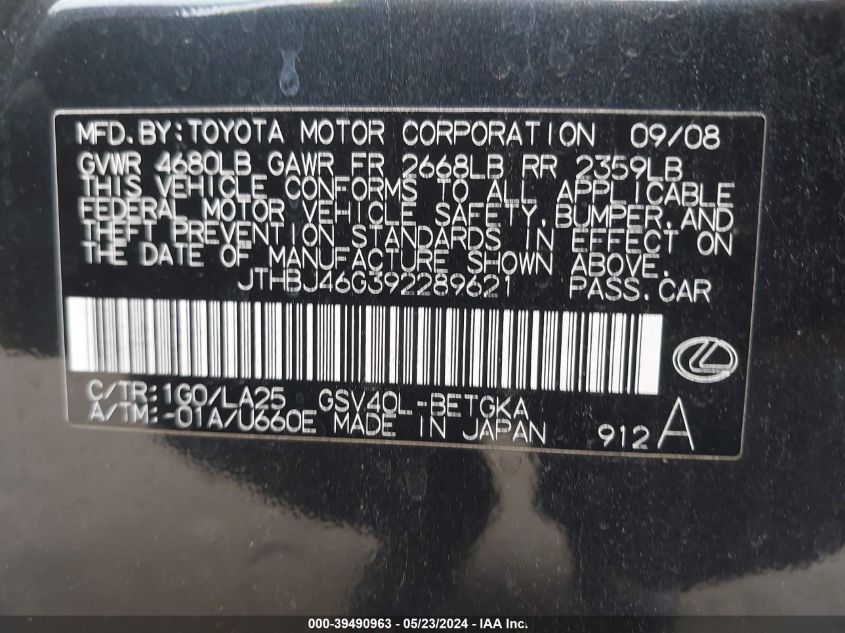 MFD. BY: TOYOTA MOTOR CORPORATION 09/08
GVWR 4680LB GAWR FR 2668LB RR 2359LB
THIS VEHICLE CONFORMS TO ALL APPLICABLE
FEDERAL MOTOR VEHICLE SAFETY, BUMPER, AND
THEFT PREVENTION STANDARDS IN EFFECT ON
THE DATE OF MANUFACTURE SHOWN ABOVE.
JTHBJ46G392289621 PASS. CAR
C/TR: 1G0/LA25 GSV40L-BETGKA
A/TM: -01A/U660E MADE IN JAPAN 912 A
000-39490963 / 05/23/2024 - IAA Inc.